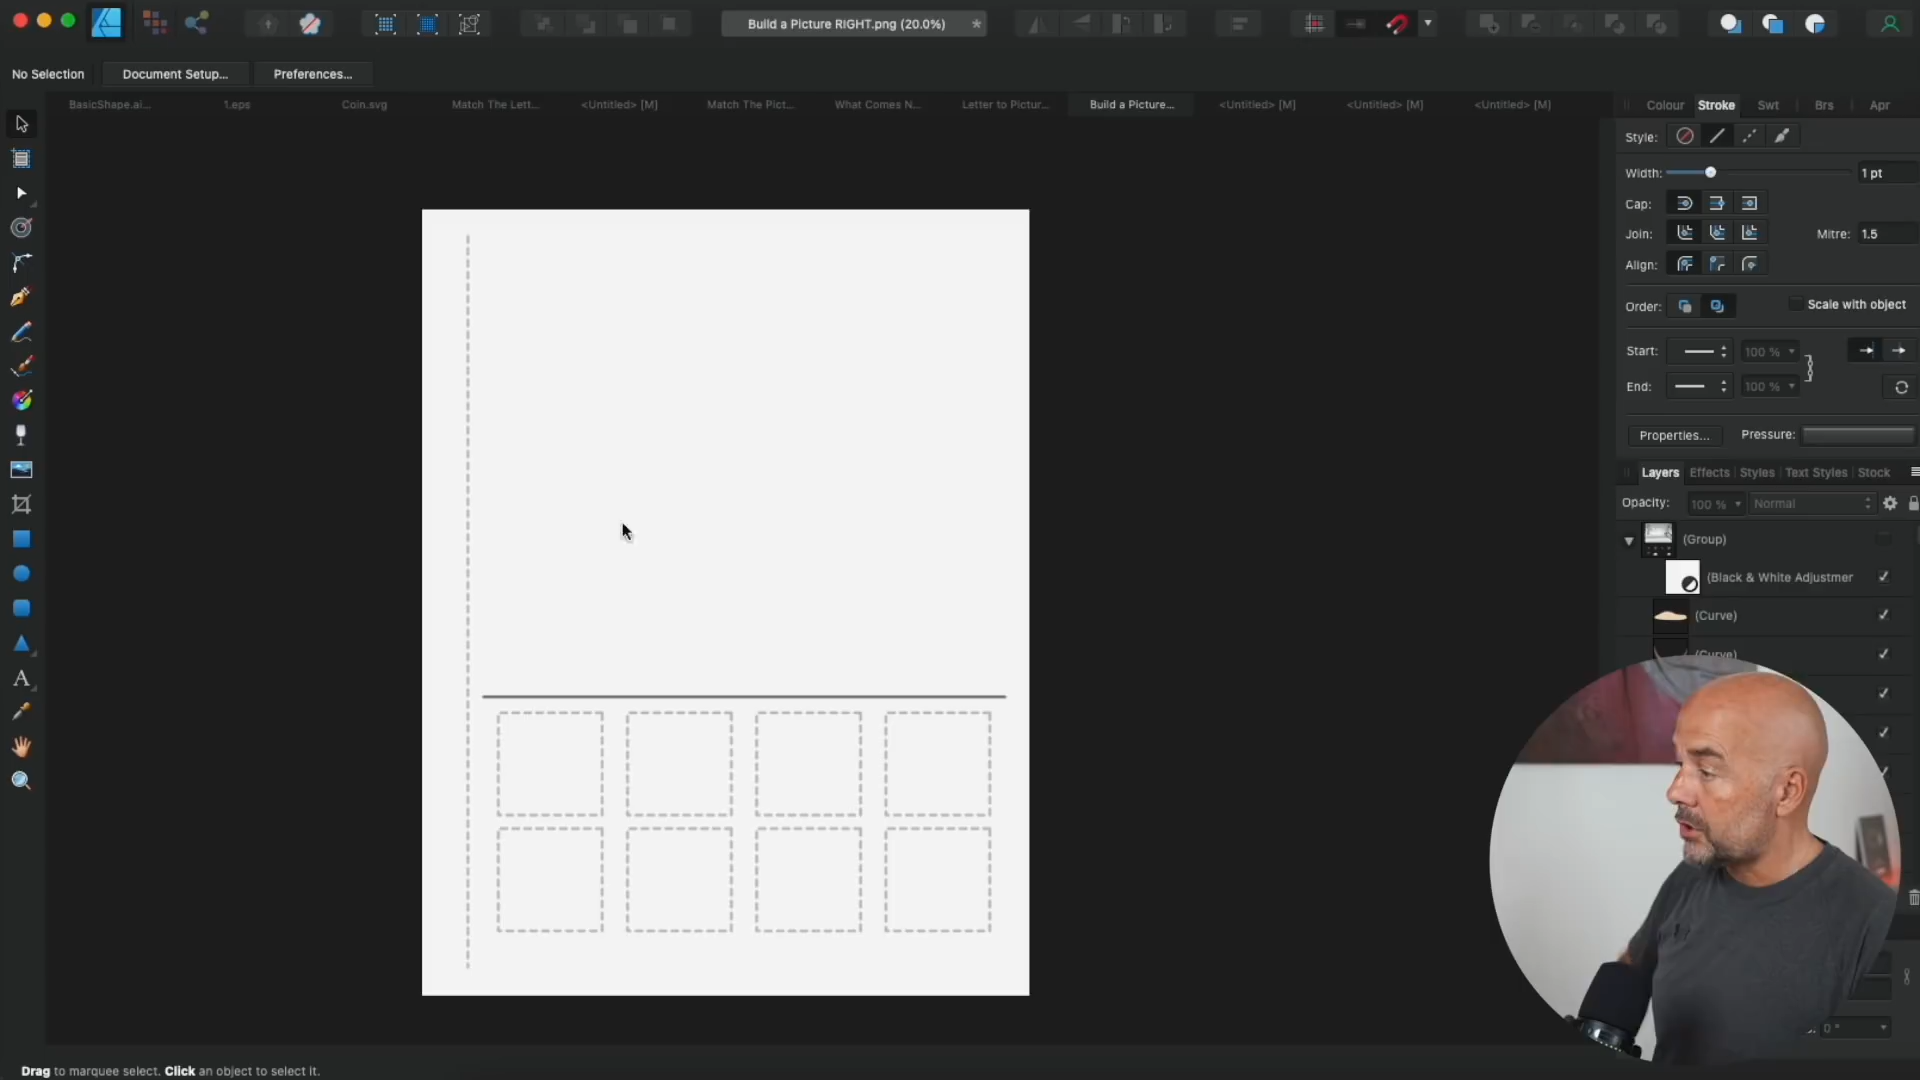 Build a Picture RIGHT.png (20.0%)
No Selection
Document Setup...
Preferences...
BasicShape.ai...
1.eps
Coin.svg
Match The Lett...
<Untitled> [M]
Match The Pict...
What Comes N...
Letter to Pictur...
Build a Picture...
<Untitled> [M]
<Untitled> [M]
<Untitled> [M]
Colour Stroke Swt Brs Apr
Style:
Width: 1 pt
Cap:
Join: Mitre: 1.5
Align:
Order: Scale with object
Start: 100 %
End: 100 %
Properties... Pressure:
Layers Effects Styles Text Styles Stock
Opacity: 100 % Normal
(Group)
(Black & White Adjustmer
(Curve)
(Curve)
0 °
Drag to marquee select. Click an object to select it.